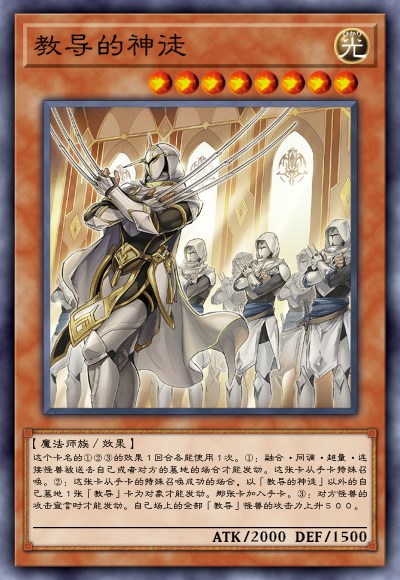 教导的神徒
ひかり
光
【魔法师族／效果】
这个卡名的①②③的效果1回合各能使用1次。①：融合·同调·超量·连
接怪兽被送去自己或者对方的墓地的场合才能发动。这张卡从手卡特殊召
唤。②：这张卡从手卡的特殊召唤成功的场合，以「教导的神徒」以外的自
己墓地1张「教导」卡为对象才能发动。那张卡加入手卡。③：对方怪兽的
攻击宣言时才能发动。自己场上的全部「教导」怪兽的攻击力上升500。
ATK/2000 DEF/1500